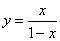 y = x / (1 − x)